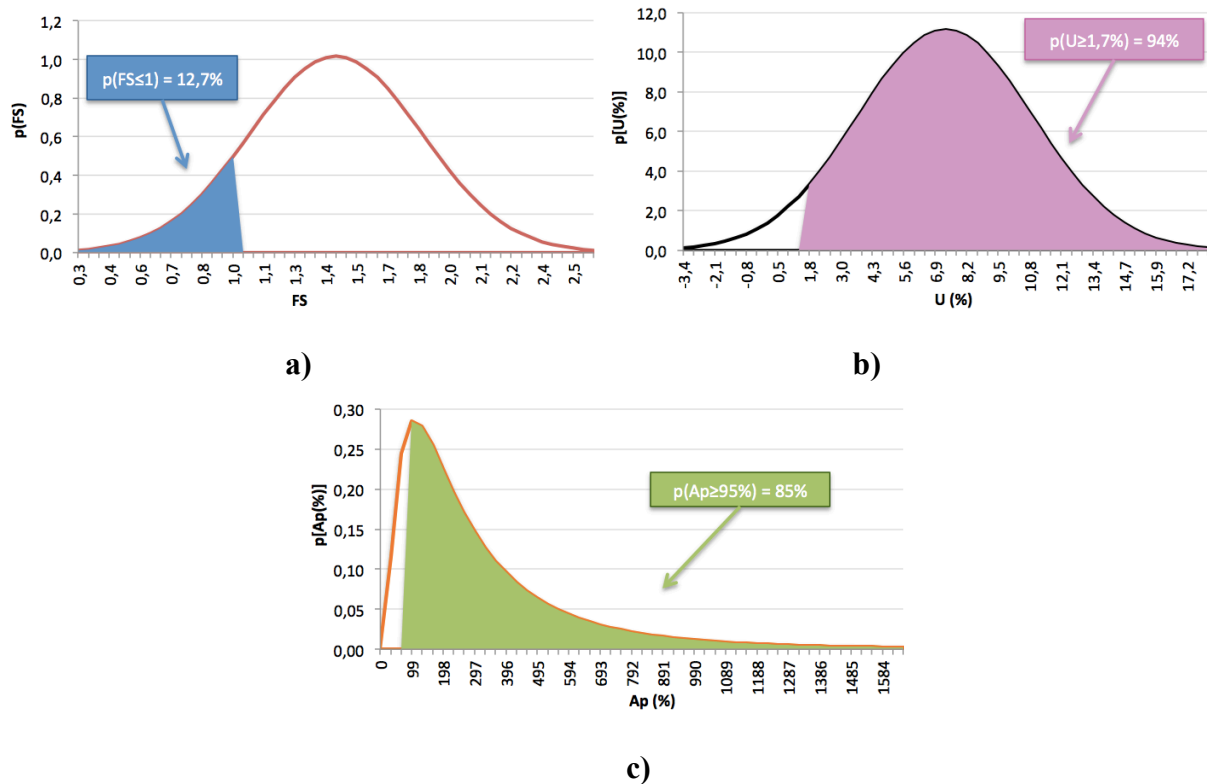 1,2
1,0
0,8
0,6
0,4
0,2
0,0
p(FS)
p(FS≤1) = 12,7%
0,3 0,4 0,6 0,7 0,8 1,0 1,1 1,3 1,4 1,5 1,7 1,8 2,0 2,1 2,2 2,4 2,5
FS
a)
12,0
10,0
8,0
6,0
4,0
2,0
0,0
p[U(%)]
p(U≥1,7%) = 94%
-3,4 -2,1 -0,8 0,5 1,8 3,0 4,3 5,6 6,9 8,2 9,5 10,8 12,1 13,4 14,7 15,9 17,2
U (%)
b)
0,30
0,25
0,20
0,15
0,10
0,05
0,00
p[Ap(%)]
p(Ap≥95%) = 85%
0 99 198 297 396 495 594 693 792 891 990 1089 1188 1287 1386 1485 1584
Ap (%)
c)